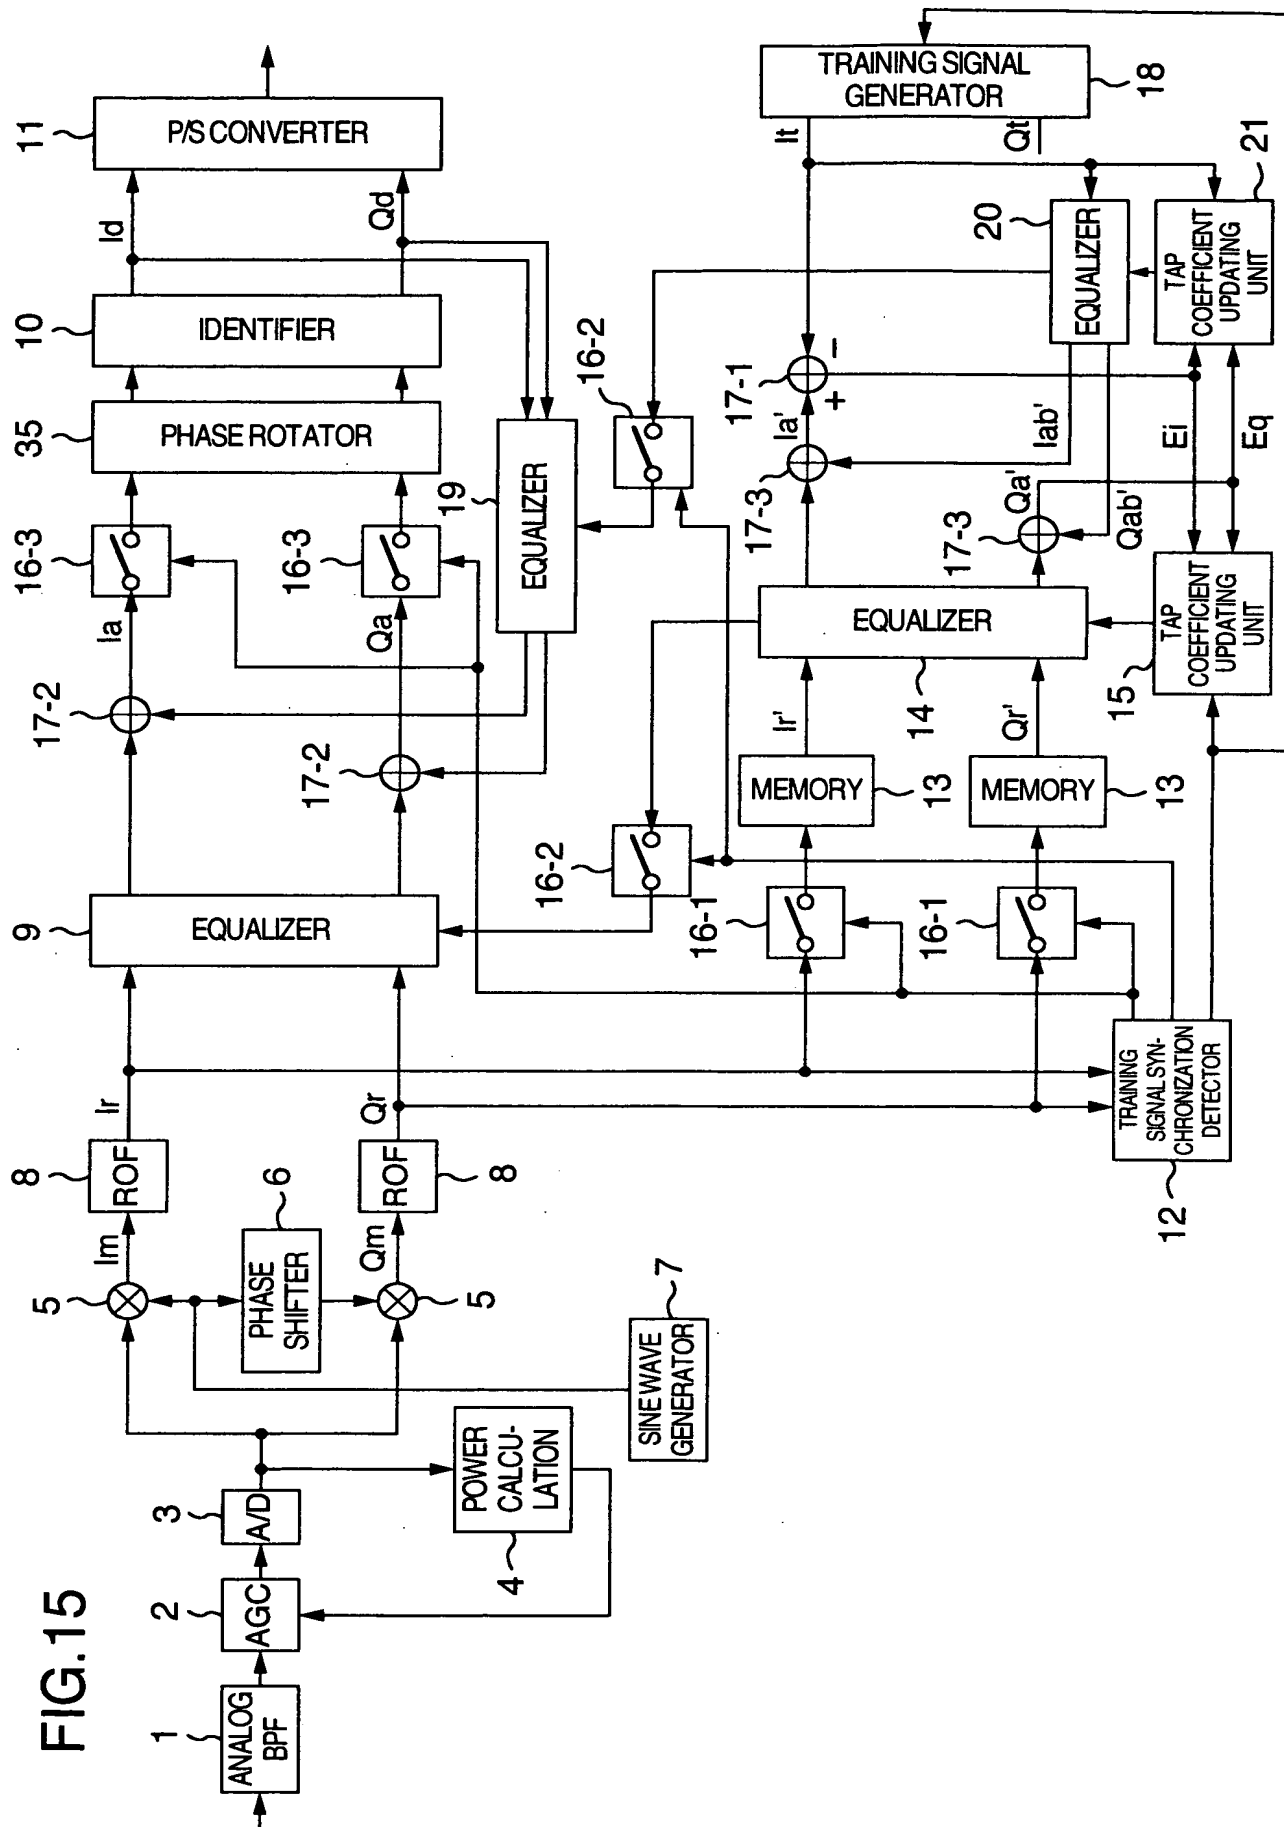 FIG.15
1
ANALOG
BPF
2
AGC
3
A/D
4
POWER
CALCU-
LATION
5
Im
5
Qm
6
PHASE
SHIFTER
7
SINE WAVE
GENERATOR
8
ROF
Ir
8
ROF
Qr
9
EQUALIZER
17-2
Ia
17-2
Qa
16-3
16-3
35
PHASE ROTATOR
10
IDENTIFIER
Id
Qd
11
P/S CONVERTER
19
EQUALIZER
16-2
16-2
12
TRAINING
SIGNAL SYN-
CHRONIZATION
DETECTOR
16-1
16-1
MEMORY
13
Ir'
MEMORY
13
Qr'
14
EQUALIZER
15
TAP
COEFFICIENT
UPDATING
UNIT
17-3
Ia'
17-3
Qa'
Iab'
Qab'
17-1
+
-
Ei
Eq
20
EQUALIZER
21
TAP
COEFFICIENT
UPDATING
UNIT
It
Qt
TRAINING SIGNAL
GENERATOR
18